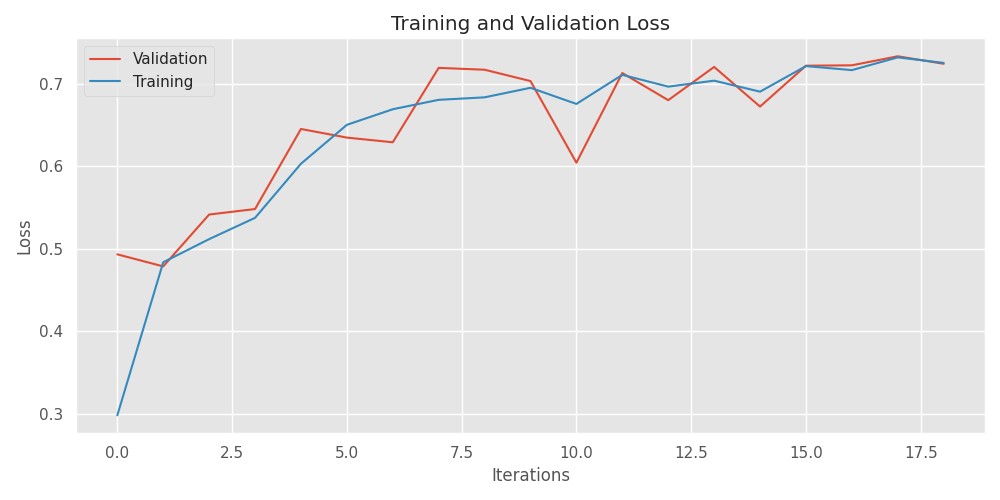 Training and Validation Loss
Validation
Training
Loss
0.7
0.6
0.5
0.4
0.3
0.0 2.5 5.0 7.5 10.0 12.5 15.0 17.5
Iterations